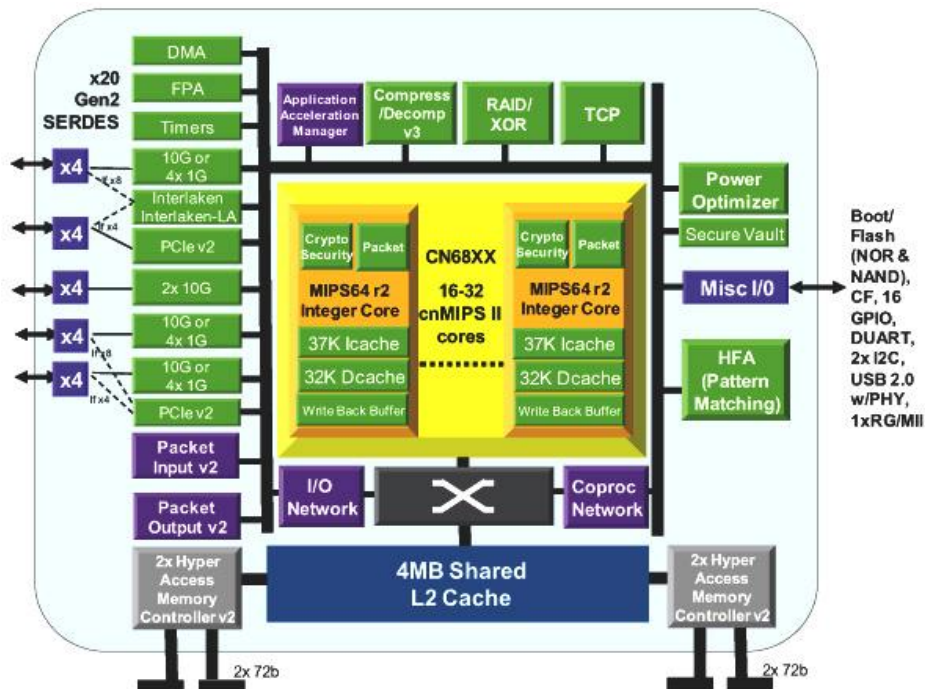 x20
Gen2
SERDES
DMA
FPA
Timers
10G or
4x 1G
Interlaken
Interlaken-LA
PCIe v2
2x 10G
10G or
4x 1G
10G or
4x 1G
PCIe v2
Packet
Input v2
Packet
Output v2
x4
If x8
x4
If x4
x4
x4
If x8
x4
If x4
Application
Acceleration
Manager
Compress
/Decomp
v3
RAID/
XOR
TCP
Crypto
Security
Packet
MIPS64 r2
Integer Core
37K Icache
32K Dcache
Write Back Buffer
CN68XX
16-32
cnMIPS II
cores
Crypto
Security
Packet
MIPS64 r2
Integer Core
37K Icache
32K Dcache
Write Back Buffer
Power
Optimizer
Secure Vault
Misc I/0
HFA
(Pattern
Matching)
Boot/
Flash
(NOR &
NAND),
CF, 16
GPIO,
DUART,
2x I2C,
USB 2.0
w/PHY,
1xRG/MII
I/O
Network
Coproc
Network
4MB Shared
L2 Cache
2x Hyper
Access
Memory
Controller v2
2x 72b
2x Hyper
Access
Memory
Controller v2
2x 72b